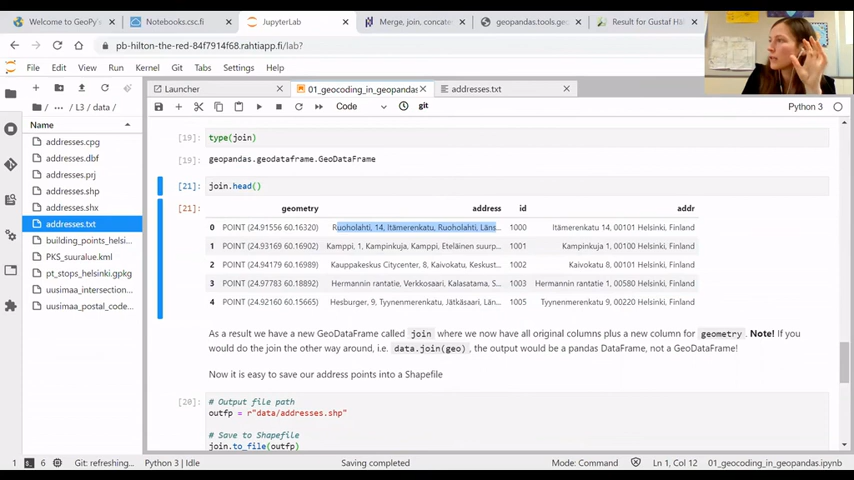 Welcome to GeoPy's
Notebooks.csc.fi
JupyterLab
Merge, join, concate
geopandas.tools.geo
Result for Gustaf Hä
pb-hilton-the-red-84f7914f68.rahtiapp.fi/lab?
File Edit View Run Kernel Git Tabs Settings Help
Launcher
01_geocoding_in_geopandas
addresses.txt
/ ... / L3 / data /
Code
git
Python 3
Name
addresses.cpg
addresses.dbf
addresses.prj
addresses.shp
addresses.shx
addresses.txt
building_points_helsi...
PKS_suuralue.kml
pt_stops_helsinki.gpkg
uusimaa_intersection...
uusimaa_postal_code...
[19] type(join)
[19] geopandas.geodataframe.GeoDataFrame
[21] join.head()
[21] geometry address id addr
0 POINT (24.91556 60.16320) Ruoholahti, 14, Itämerenkatu, Ruoholahti, Läns... 1000 Itämerenkatu 14, 00101 Helsinki, Finland
1 POINT (24.93169 60.16902) Kamppi, 1, Kampinkuja, Kamppi, Eteläinen suurp... 1001 Kampinkuja 1, 00100 Helsinki, Finland
2 POINT (24.94179 60.16989) Kauppakeskus Citycenter, 8, Kaivokatu, Keskust... 1002 Kaivokatu 8, 00101 Helsinki, Finland
3 POINT (24.97783 60.18892) Hermannin rantatie, Verkkosaari, Kalasatama, S... 1003 Hermannin rantatie 1, 00580 Helsinki, Finland
4 POINT (24.92160 60.15665) Hesburger, 9, Tyynenmerenkatu, Jätkäsaari, Län... 1005 Tyynenmerenkatu 9, 00220 Helsinki, Finland
As a result we have a new GeoDataFrame called join where we now have all original columns plus a new column for geometry. Note! If you
would do the join the other way around, i.e. data.join(geo), the output would be a pandas DataFrame, not a GeoDataFrame!
Now it is easy to save our address points into a Shapefile
[20] # Output file path
outfp = r"data/addresses.shp"
# Save to Shapefile
join.to_file(outfp)
1 6 Git: refreshing... Python 3 | Idle Saving completed Mode: Command Ln 1, Col 12 01_geocoding_in_geopandas.ipynb